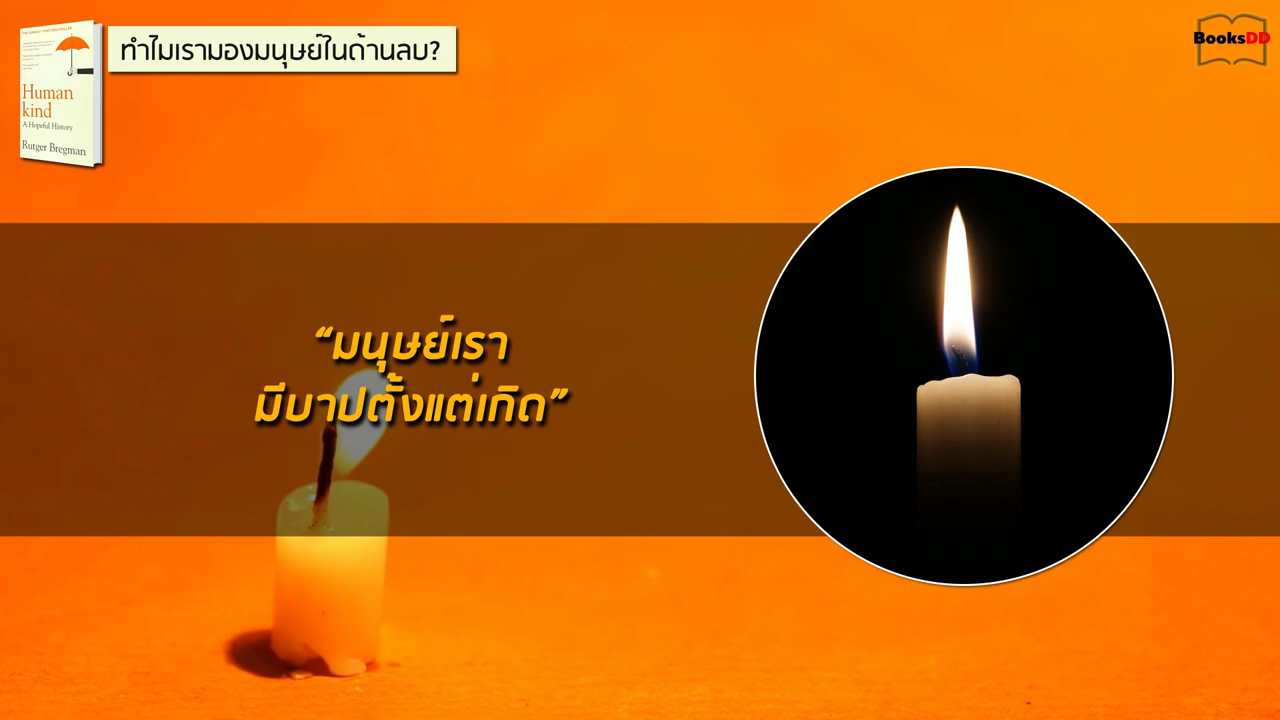 ทำไมเรามองมนุษย์ในด้านลบ?
BooksDD
Human
kind
A Hopeful History
Rutger Bregman
“มนุษย์เรา
มีบาปตั้งแต่เกิด”